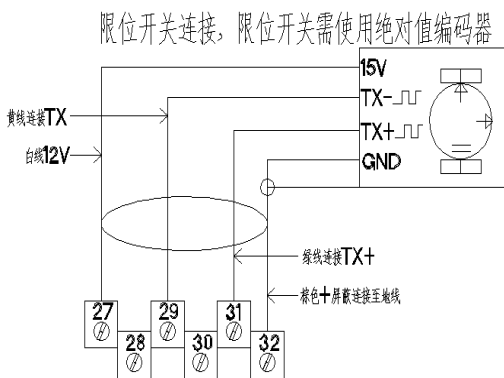 限位开关连接，限位开关需使用绝对值编码器
15V
TX-
黄线连接TX
TX+
白线12V
GND
绿线连接TX+
棕色+屏蔽连接至地线
27
29
31
28
30
32